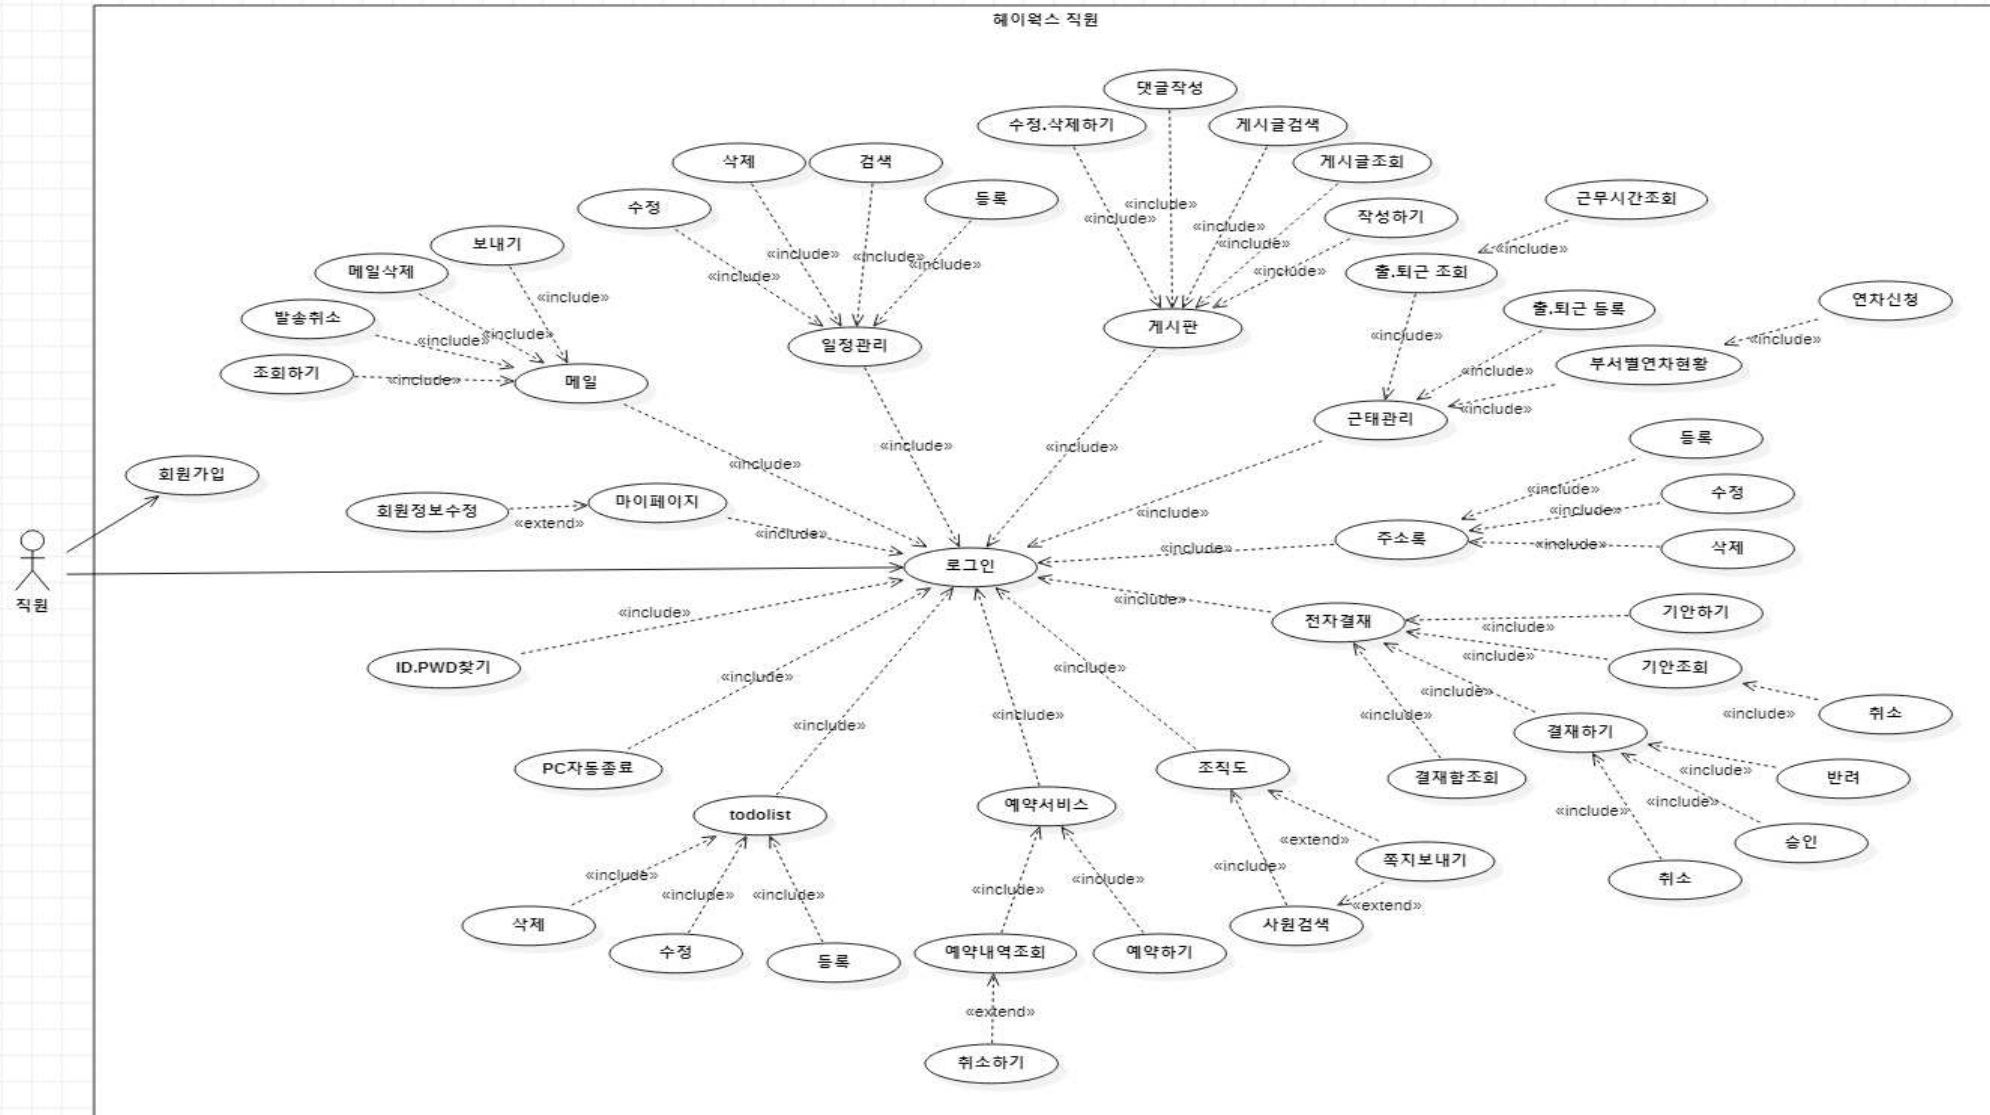 헤이웍스 직원
댓글작성
수정.삭제하기
게시글검색
삭제
검색
게시글조회
수정
등록
근무시간조회
작성하기
«include»
«include»
«include»
«include»
«include»
보내기
«include»
«include»
«include»
«include»
«include»
메일삭제
출.퇴근 조회
«include»
연차신청
«include»
발송취소
출.퇴근 등록
게시판
«include»
«include»
«include»
일정관리
«include»
«include»
조회하기
«include»
메일
부서별연차현황
«include»
«include»
근태관리
등록
«include»
«include»
«include»
회원가입
«include»
수정
회원정보수정
«extend»
마이페이지
«include»
«include»
«include»
주소록
«include»
«include»
삭제
로그인
직원
«include»
«include»
전자결재
기안하기
«include»
ID.PWD찾기
«include»
«include»
«include»
기안조회
«include»
취소
«include»
«include»
«include»
«include»
결재하기
PC자동종료
조직도
결재함조회
«include»
반려
todolist
예약서비스
«include»
«include»
승인
«extend»
쪽지보내기
취소
«include»
«include»
«include»
«include»
«include»
«include»
«extend»
삭제
사원검색
수정
등록
예약내역조회
예약하기
«extend»
취소하기